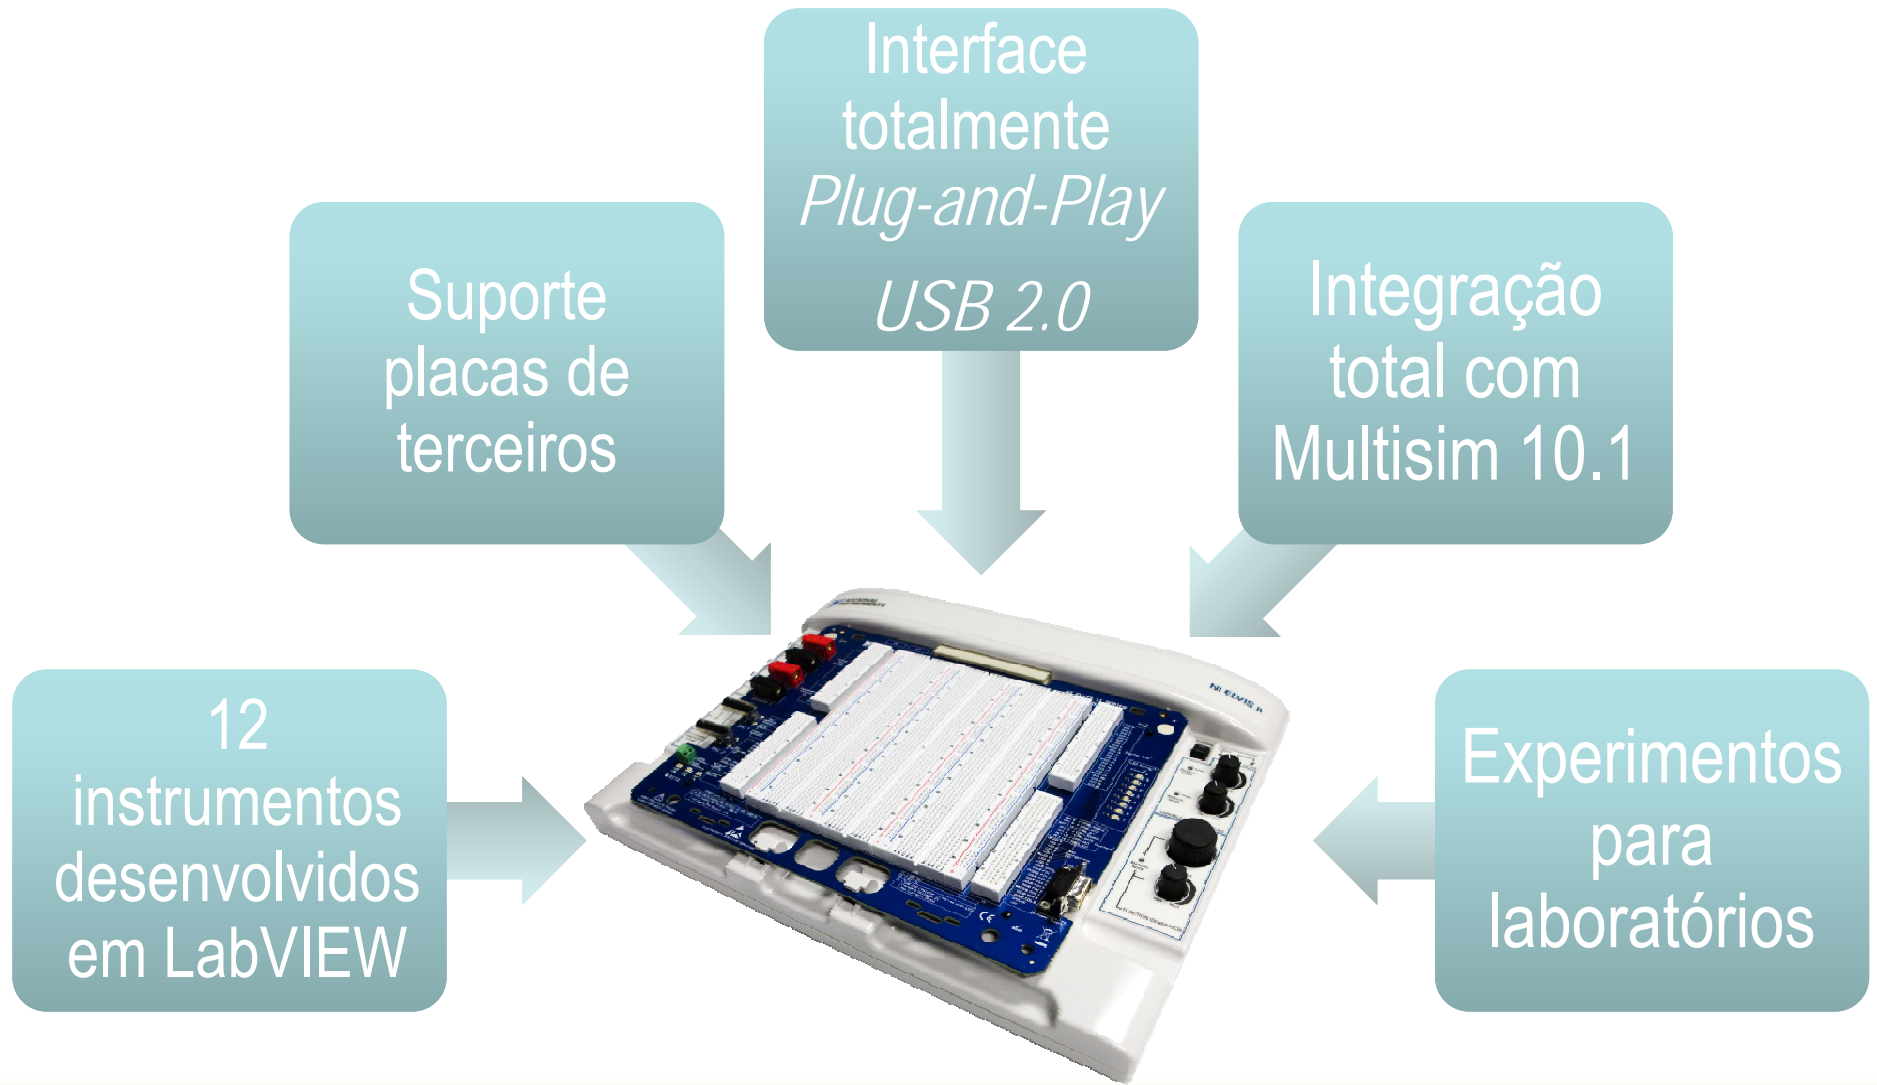 Interface
totalmente
Plug-and-Play
USB 2.0
Suporte
placas de
terceiros
Integração
total com
Multisim 10.1
12
instrumentos
desenvolvidos
em LabVIEW
Experimentos
para
laboratórios
NI ELVIS II